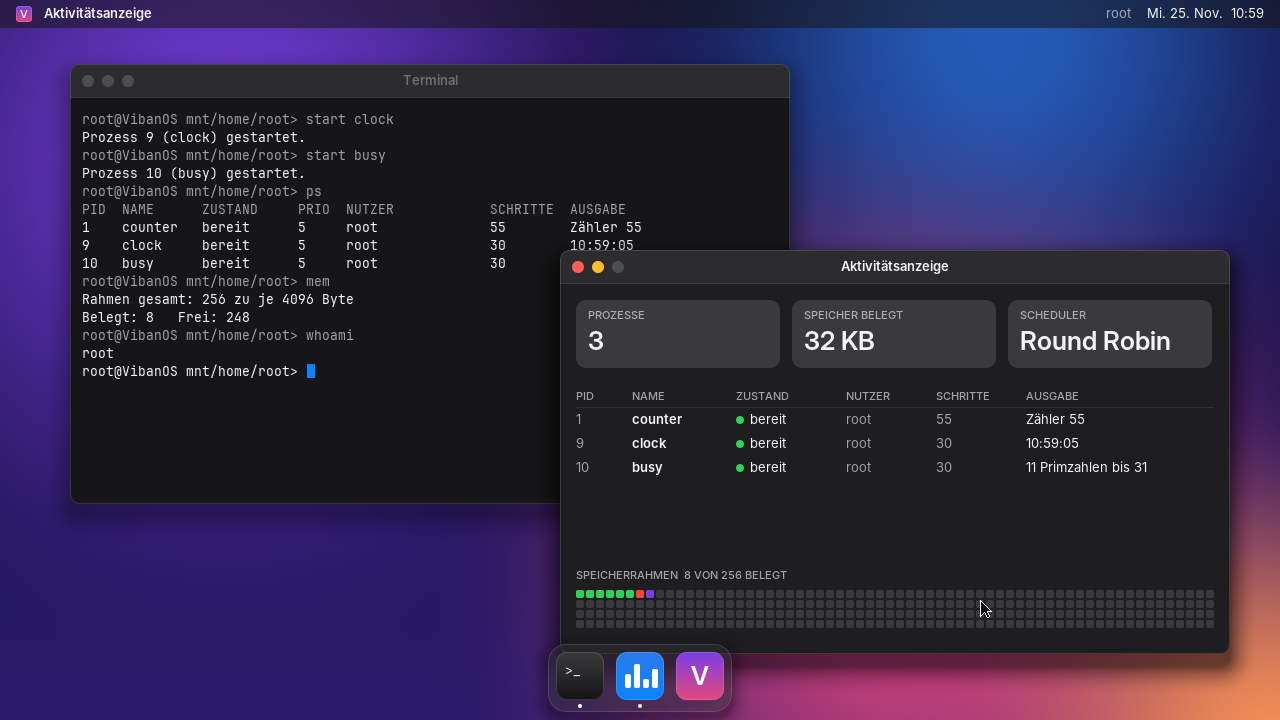 V Aktivitätsanzeige root Mi. 25. Nov. 10:59
Terminal
root@VibanOS mnt/home/root> start clock
Prozess 9 (clock) gestartet.
root@VibanOS mnt/home/root> start busy
Prozess 10 (busy) gestartet.
root@VibanOS mnt/home/root> ps
PID NAME ZUSTAND PRIO NUTZER SCHRITTE AUSGABE
1 counter bereit 5 root 55 Zähler 55
9 clock bereit 5 root 30 10:59:05
10 busy bereit 5 root 30
root@VibanOS mnt/home/root> mem
Rahmen gesamt: 256 zu je 4096 Byte
Belegt: 8 Frei: 248
root@VibanOS mnt/home/root> whoami
root
root@VibanOS mnt/home/root>
Aktivitätsanzeige
PROZESSE
3
SPEICHER BELEGT
32 KB
SCHEDULER
Round Robin
PID NAME ZUSTAND NUTZER SCHRITTE AUSGABE
1 counter bereit root 55 Zähler 55
9 clock bereit root 30 10:59:05
10 busy bereit root 30 11 Primzahlen bis 31
SPEICHERRAHMEN 8 VON 256 BELEGT
>_
V